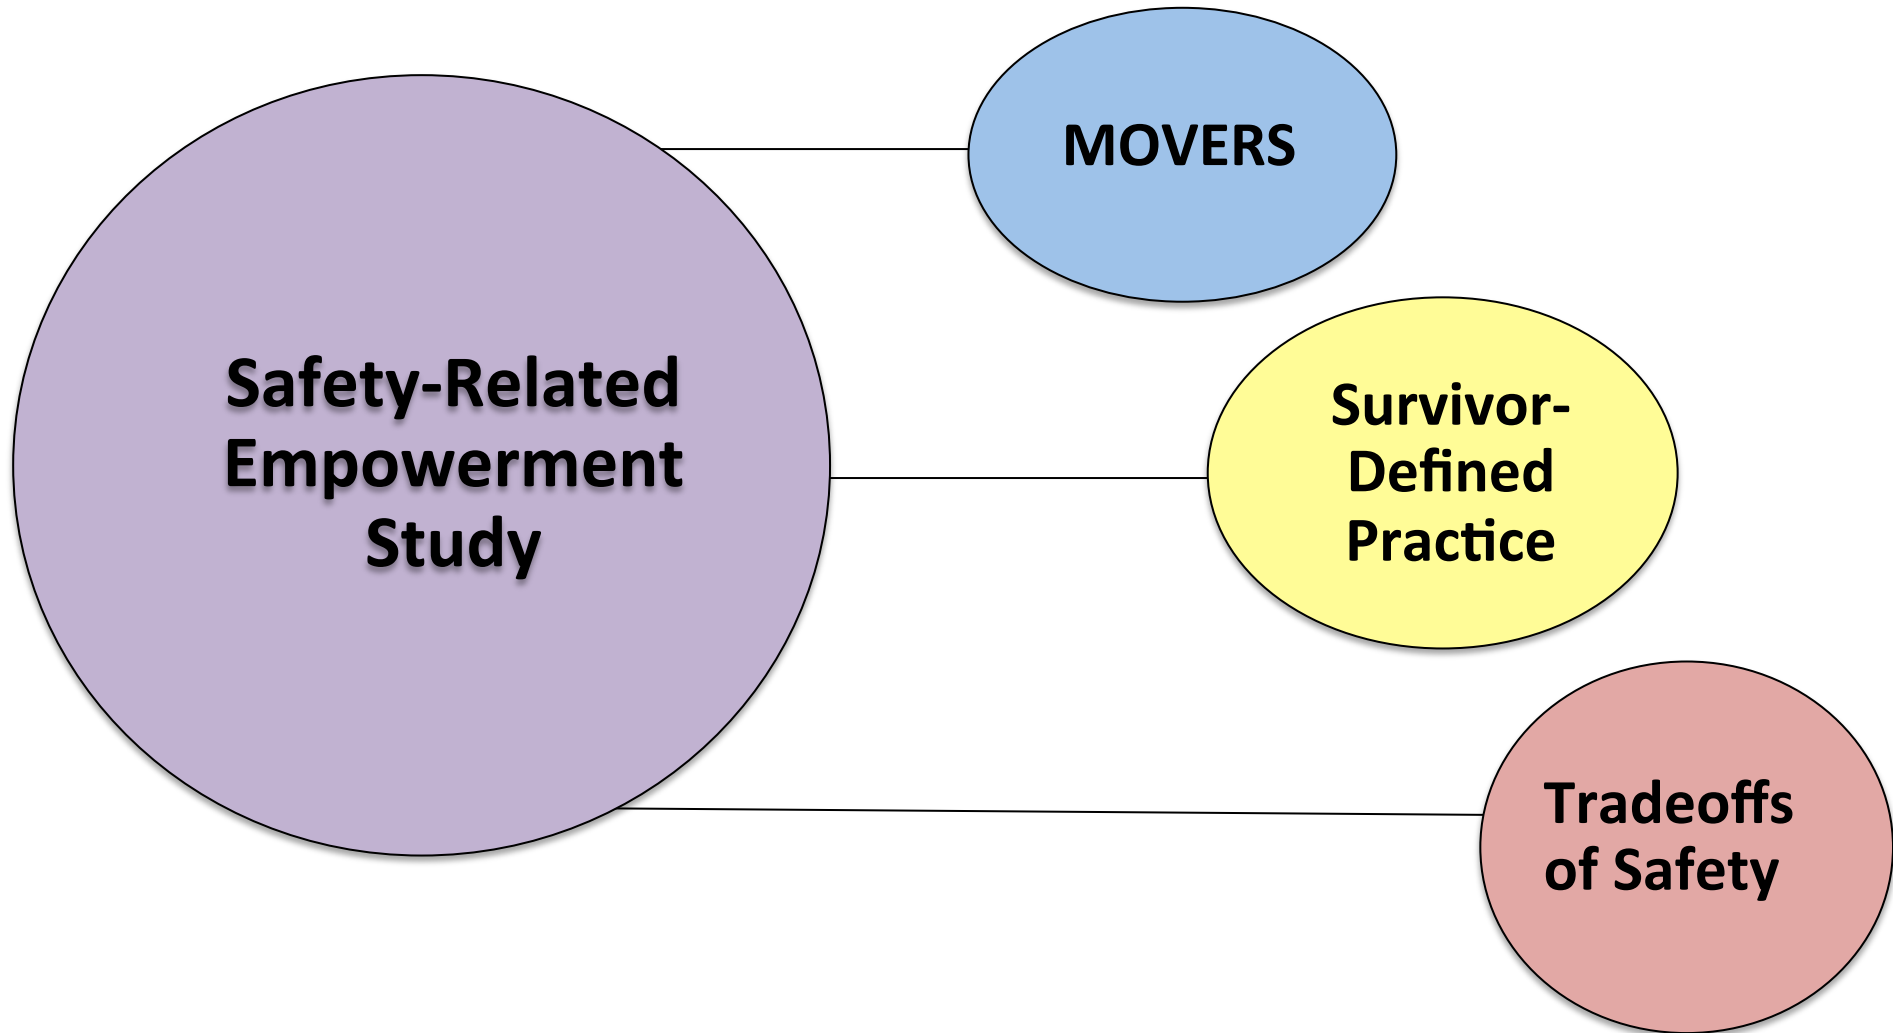 Safety-Related
Empowerment
Study
MOVERS
Survivor-
Defined
Practice
Tradeoffs
of Safety